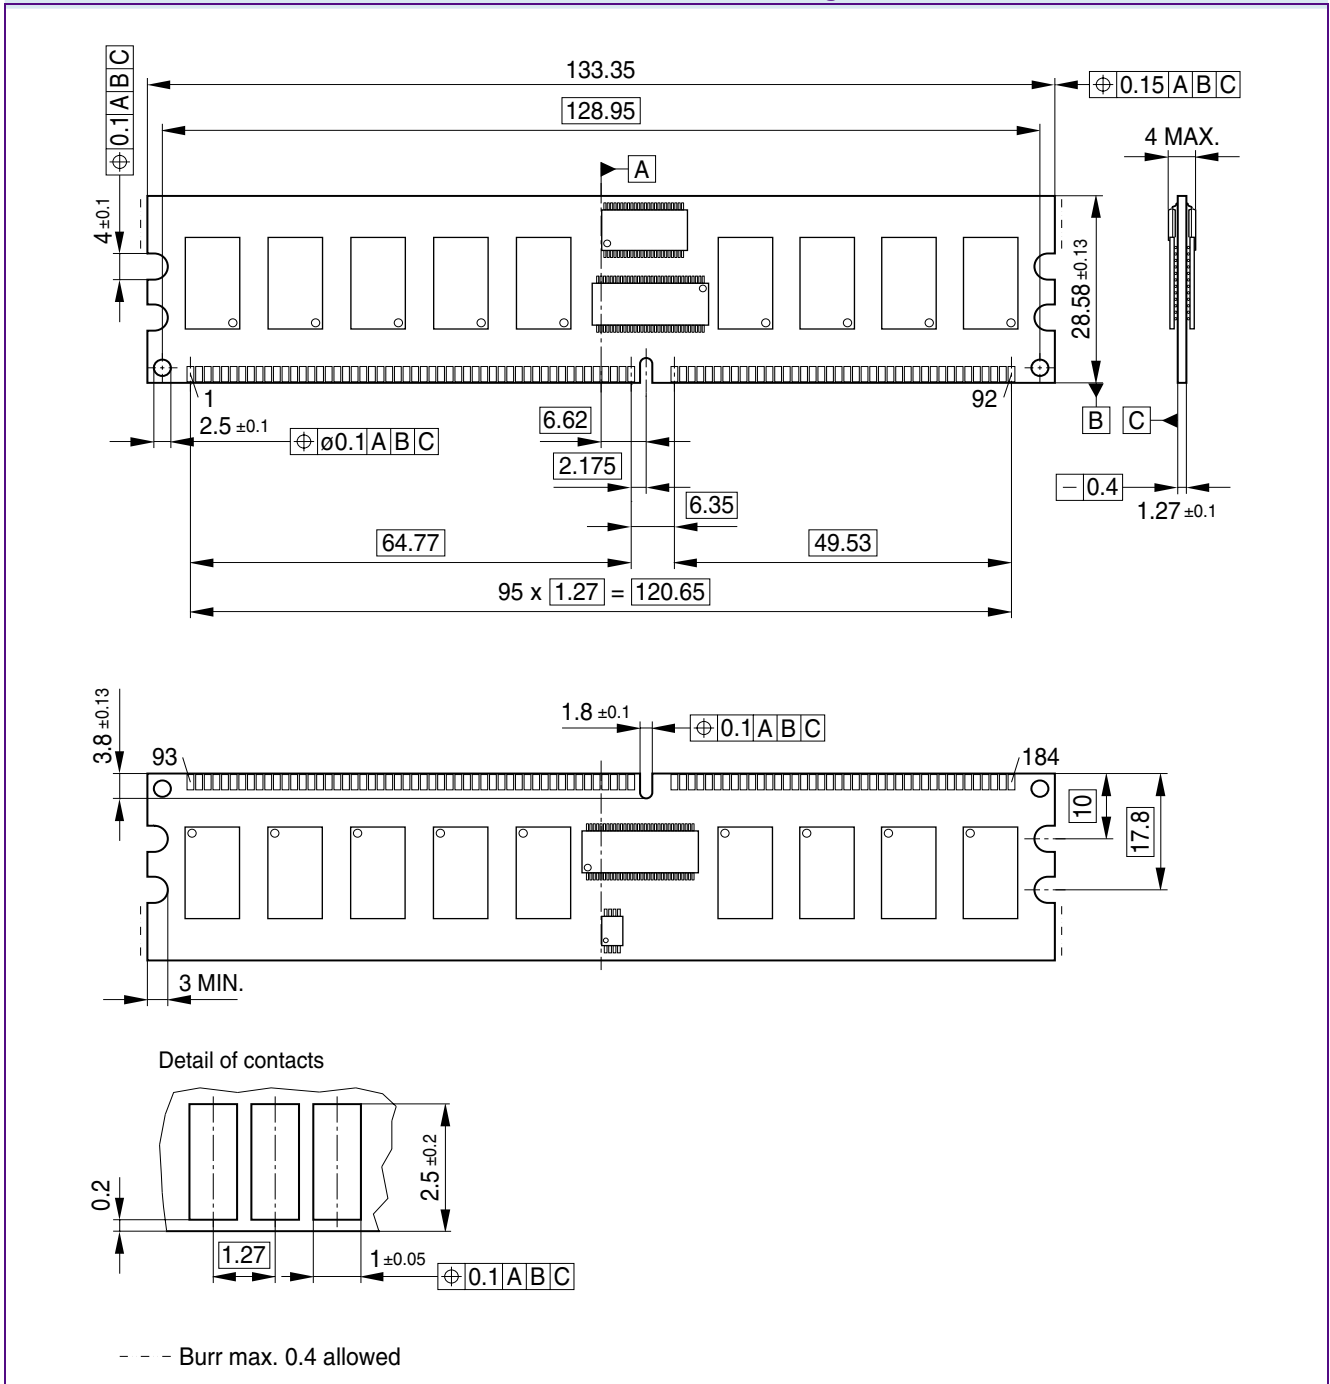 133.35
⌖ 0.1 A B C
⌖ 0.15 A B C
128.95
4 MAX.
A
4 ±0.1
28.58 ±0.13
1
92
2.5 ±0.1
⌖ ø0.1 A B C
6.62
B
C
2.175
— 0.4
6.35
1.27 ±0.1
64.77
49.53
95 x 1.27 = 120.65
3.8 ±0.13
1.8 ±0.1
⌖ 0.1 A B C
93
184
10
17.8
3 MIN.
Detail of contacts
2.5 ±0.2
0.2
1.27
1 ±0.05
⌖ 0.1 A B C
- - - Burr max. 0.4 allowed